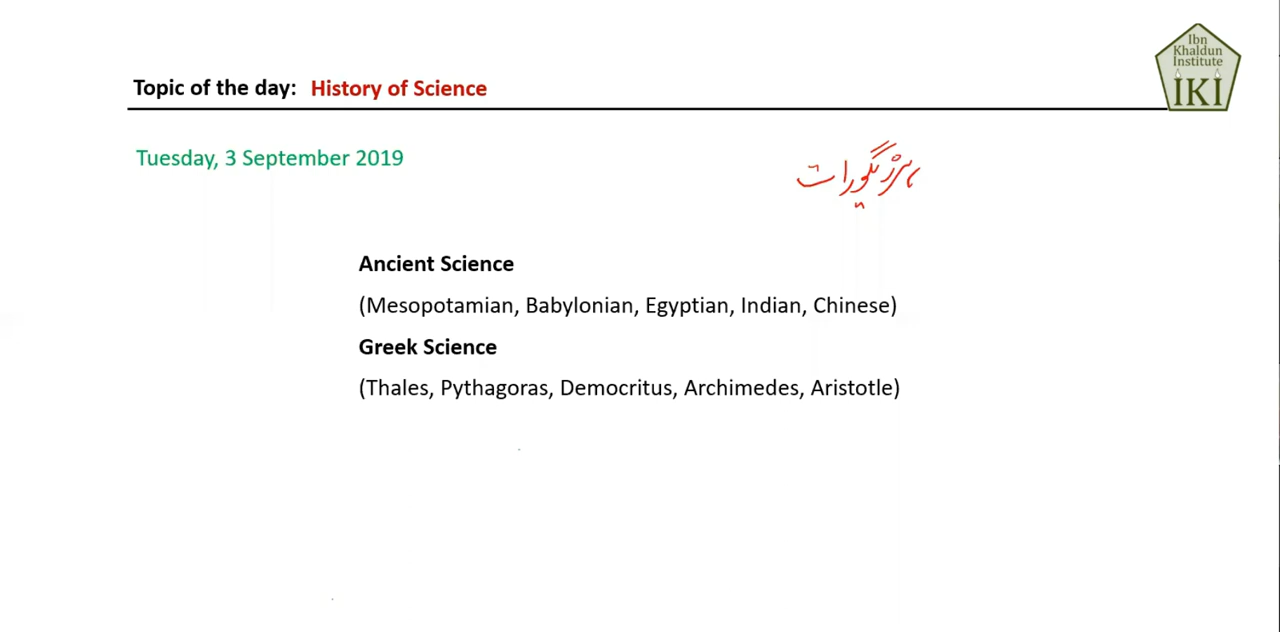 Ibn
Khaldun
Institute
IKI
Topic of the day: History of Science
Tuesday, 3 September 2019
Ancient Science
(Mesopotamian, Babylonian, Egyptian, Indian, Chinese)
Greek Science
(Thales, Pythagoras, Democritus, Archimedes, Aristotle)